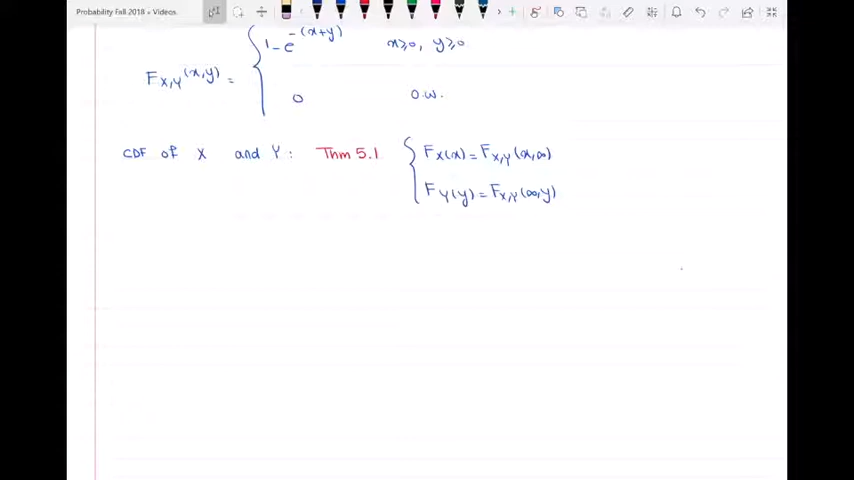 Probability Fall 2018 » Videos
1-e^{-(x+y)} x≥0, y≥0
F_{X,Y}(x,y) = {
0 O.W.
CDF of X and Y: Thm 5.1 { F_X(x) = F_{X,Y}(x,∞)
F_Y(y) = F_{X,Y}(∞,y)